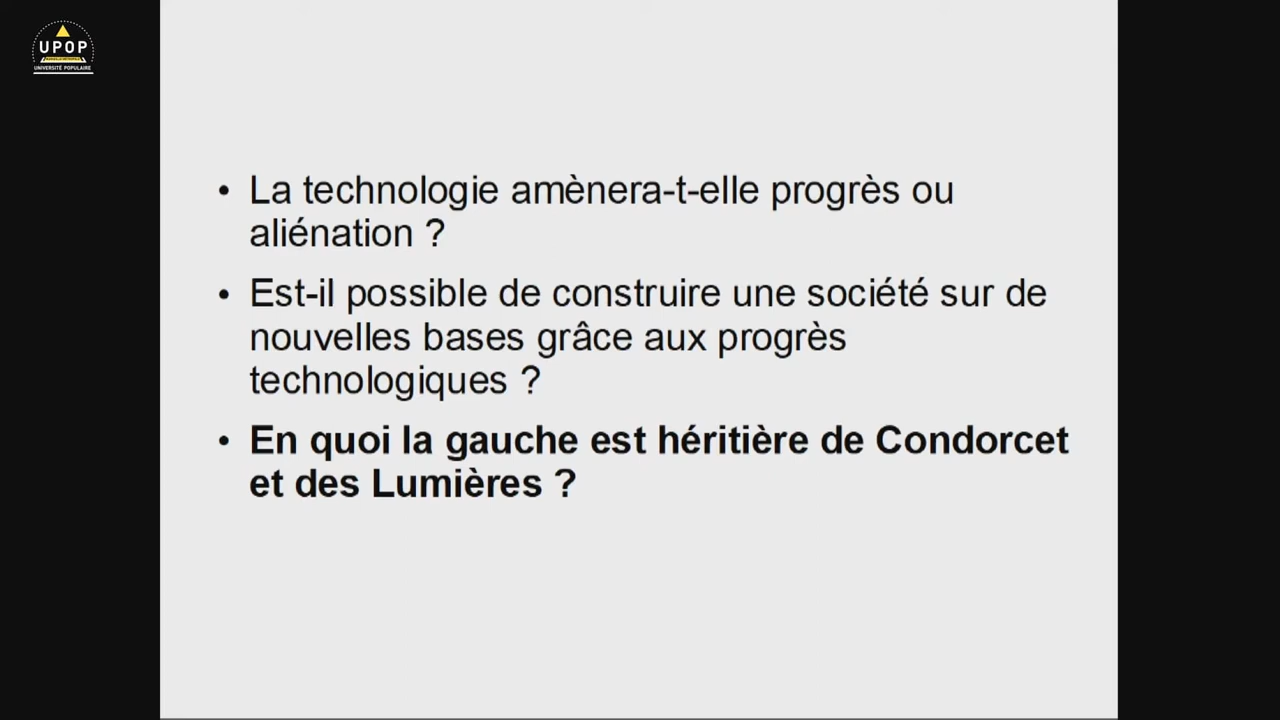 UPOP
UNIVERSITÉ POPULAIRE
• La technologie amènera-t-elle progrès ou
aliénation ?
• Est-il possible de construire une société sur de
nouvelles bases grâce aux progrès
technologiques ?
• En quoi la gauche est héritière de Condorcet
et des Lumières ?